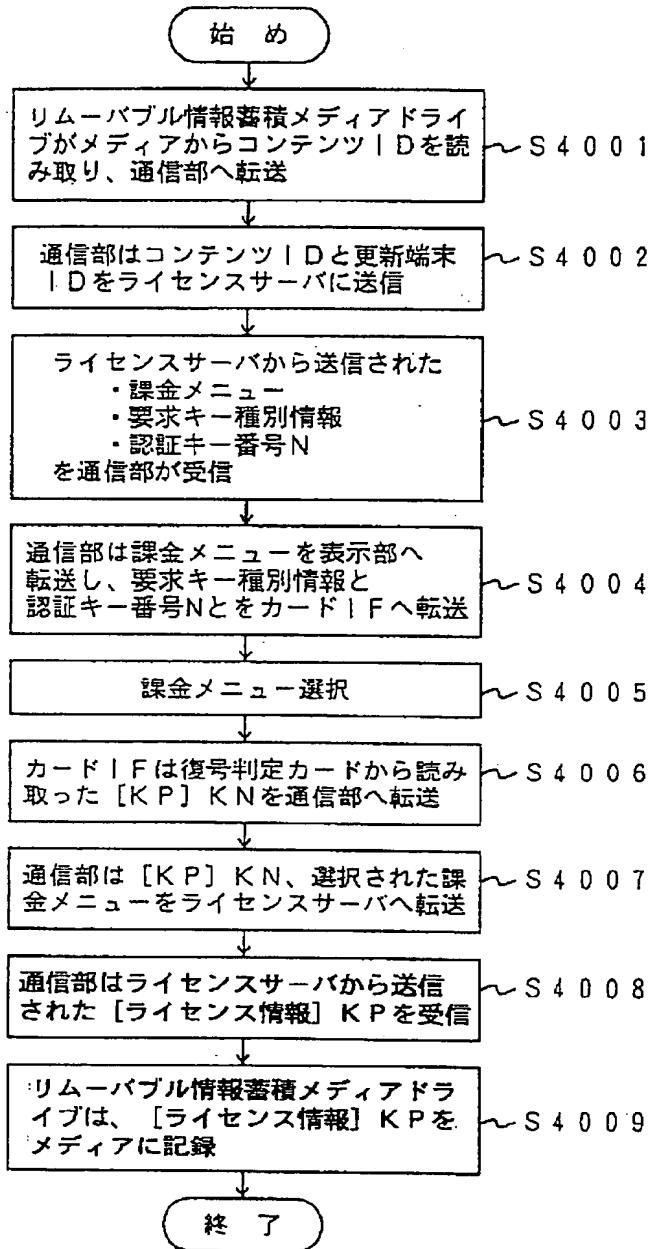 始 め
リムーバブル情報蓄積メディアドライ
ブがメディアからコンテンツＩＤを読
み取り、通信部へ転送
Ｓ４００１
通信部はコンテンツＩＤと更新端末
ＩＤをライセンスサーバに送信
Ｓ４００２
ライセンスサーバから送信された
・課金メニュー
・要求キー種別情報
・認証キー番号Ｎ
を通信部が受信
Ｓ４００３
通信部は課金メニューを表示部へ
転送し、要求キー種別情報と
認証キー番号ＮとをカードＩＦへ転送
Ｓ４００４
課金メニュー選択
Ｓ４００５
カードＩＦは復号判定カードから読み
取った［ＫＰ］ＫＮを通信部へ転送
Ｓ４００６
通信部は［ＫＰ］ＫＮ、選択された課
金メニューをライセンスサーバへ転送
Ｓ４００７
通信部はライセンスサーバから送信
された［ライセンス情報］ＫＰを受信
Ｓ４００８
リムーバブル情報蓄積メディアドラ
イブは、［ライセンス情報］ＫＰを
メディアに記録
Ｓ４００９
終 了